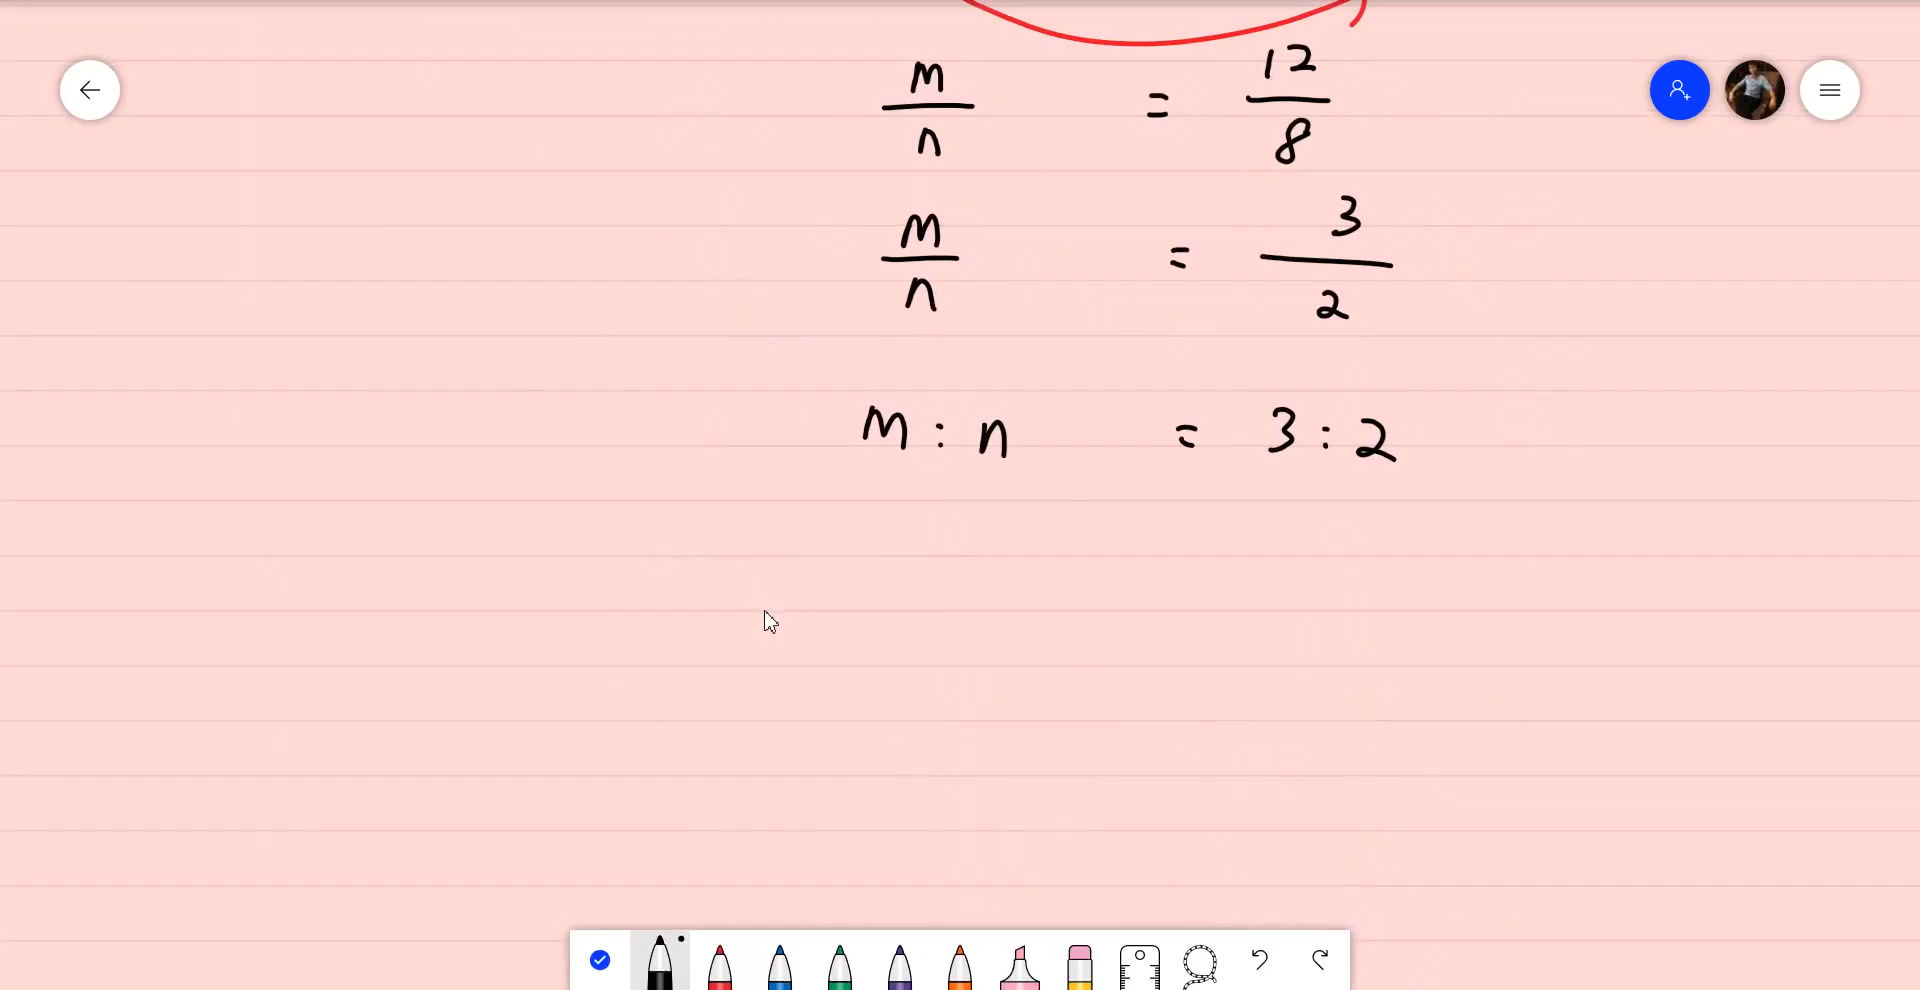 m/n = 12/8
m/n = 3/2
m : n = 3 : 2